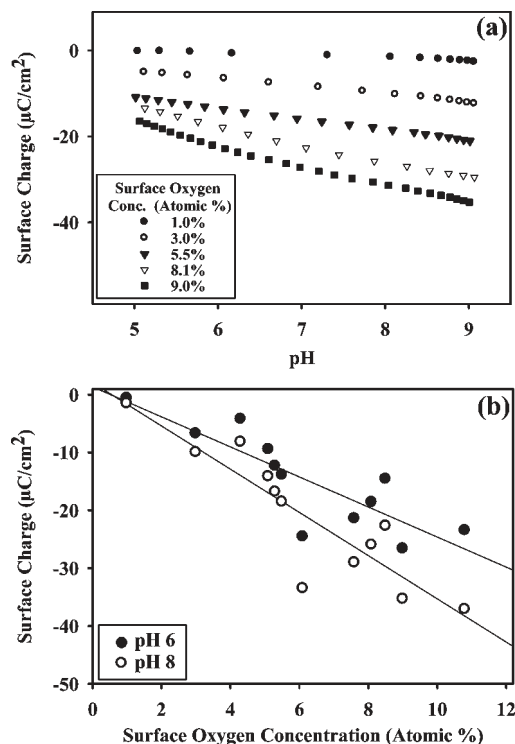 (a)
0
-20
-40
Surface Charge (µC/cm²)
Surface Oxygen
Conc. (Atomic %)
1.0%
3.0%
5.5%
8.1%
9.0%
5 6 7 8 9
pH
(b)
0
-10
-20
-30
-40
-50
Surface Charge (µC/cm²)
pH 6
pH 8
0 2 4 6 8 10 12
Surface Oxygen Concentration (Atomic %)